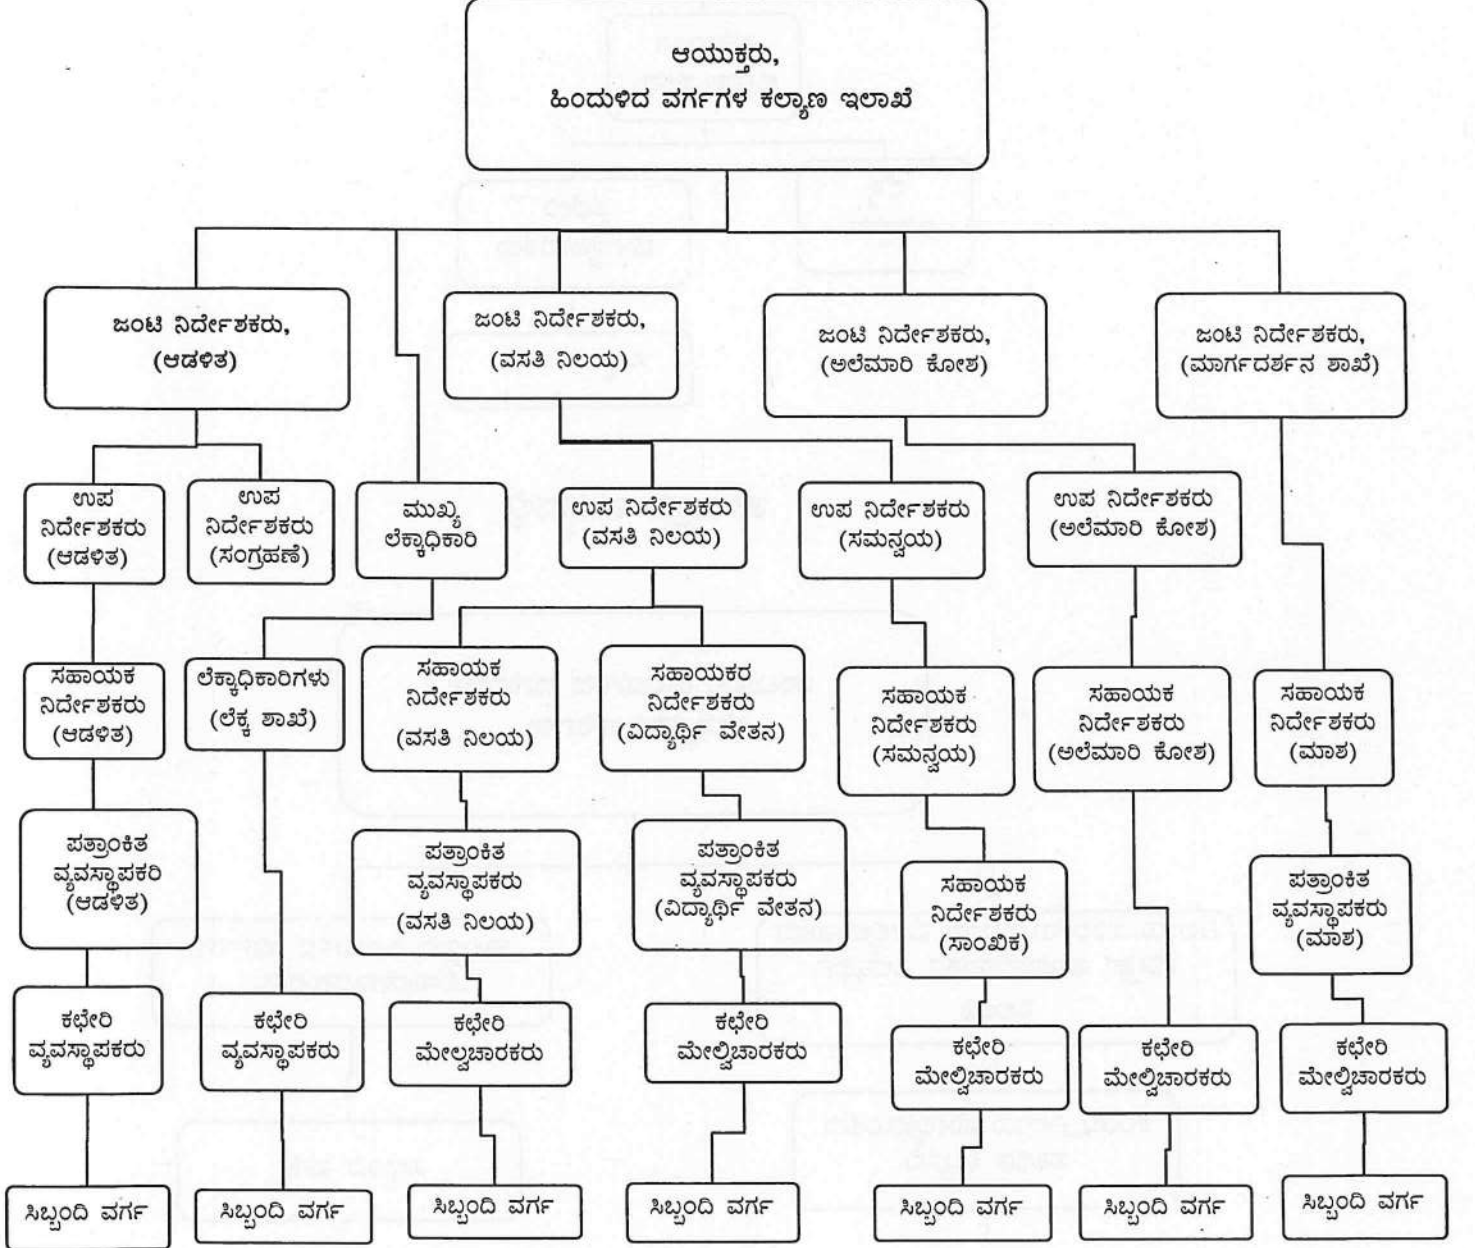 ಆಯುಕ್ತರು,
ಹಿಂದುಳಿದ ವರ್ಗಗಳ ಕಲ್ಯಾಣ ಇಲಾಖೆ
ಜಂಟಿ ನಿರ್ದೇಶಕರು,
(ಆಡಳಿತ)
ಜಂಟಿ ನಿರ್ದೇಶಕರು,
(ವಸತಿ ನಿಲಯ)
ಜಂಟಿ ನಿರ್ದೇಶಕರು,
(ಅಲೆಮಾರಿ ಕೋಶ)
ಜಂಟಿ ನಿರ್ದೇಶಕರು,
(ಮಾರ್ಗದರ್ಶನ ಶಾಖೆ)
ಉಪ
ನಿರ್ದೇಶಕರು
(ಆಡಳಿತ)
ಉಪ
ನಿರ್ದೇಶಕರು
(ಸಂಗ್ರಹಣೆ)
ಮುಖ್ಯ
ಲೆಕ್ಕಾಧಿಕಾರಿ
ಉಪ ನಿರ್ದೇಶಕರು
(ವಸತಿ ನಿಲಯ)
ಉಪ ನಿರ್ದೇಶಕರು
(ಸಮನ್ವಯ)
ಉಪ ನಿರ್ದೇಶಕರು
(ಅಲೆಮಾರಿ ಕೋಶ)
ಸಹಾಯಕ
ನಿರ್ದೇಶಕರು
(ಆಡಳಿತ)
ಲೆಕ್ಕಾಧಿಕಾರಿಗಳು
(ಲೆಕ್ಕ ಶಾಖೆ)
ಸಹಾಯಕ
ನಿರ್ದೇಶಕರು
(ವಸತಿ ನಿಲಯ)
ಸಹಾಯಕರ
ನಿರ್ದೇಶಕರು
(ವಿದ್ಯಾರ್ಥಿ ವೇತನ)
ಸಹಾಯಕ
ನಿರ್ದೇಶಕರು
(ಸಮನ್ವಯ)
ಸಹಾಯಕ
ನಿರ್ದೇಶಕರು
(ಅಲೆಮಾರಿ ಕೋಶ)
ಸಹಾಯಕ
ನಿರ್ದೇಶಕರು
(ಮಾಶ)
ಪತ್ರಾಂಕಿತ
ವ್ಯವಸ್ಥಾಪಕರಿ
(ಆಡಳಿತ)
ಪತ್ರಾಂಕಿತ
ವ್ಯವಸ್ಥಾಪಕರು
(ವಸತಿ ನಿಲಯ)
ಪತ್ರಾಂಕಿತ
ವ್ಯವಸ್ಥಾಪಕರು
(ವಿದ್ಯಾರ್ಥಿ ವೇತನ)
ಸಹಾಯಕ
ನಿರ್ದೇಶಕರು
(ಸಾಂಖಿಕ)
ಪತ್ರಾಂಕಿತ
ವ್ಯವಸ್ಥಾಪಕರು
(ಮಾಶ)
ಕಛೇರಿ
ವ್ಯವಸ್ಥಾಪಕರು
ಕಛೇರಿ
ವ್ಯವಸ್ಥಾಪಕರು
ಕಛೇರಿ
ಮೇಲ್ವಚಾರಕರು
ಕಛೇರಿ
ಮೇಲ್ವಿಚಾರಕರು
ಕಛೇರಿ
ಮೇಲ್ವಿಚಾರಕರು
ಕಛೇರಿ
ಮೇಲ್ವಿಚಾರಕರು
ಕಛೇರಿ
ಮೇಲ್ವಿಚಾರಕರು
ಸಿಬ್ಬಂದಿ ವರ್ಗ
ಸಿಬ್ಬಂದಿ ವರ್ಗ
ಸಿಬ್ಬಂದಿ ವರ್ಗ
ಸಿಬ್ಬಂದಿ ವರ್ಗ
ಸಿಬ್ಬಂದಿ ವರ್ಗ
ಸಿಬ್ಬಂದಿ ವರ್ಗ
ಸಿಬ್ಬಂದಿ ವರ್ಗ